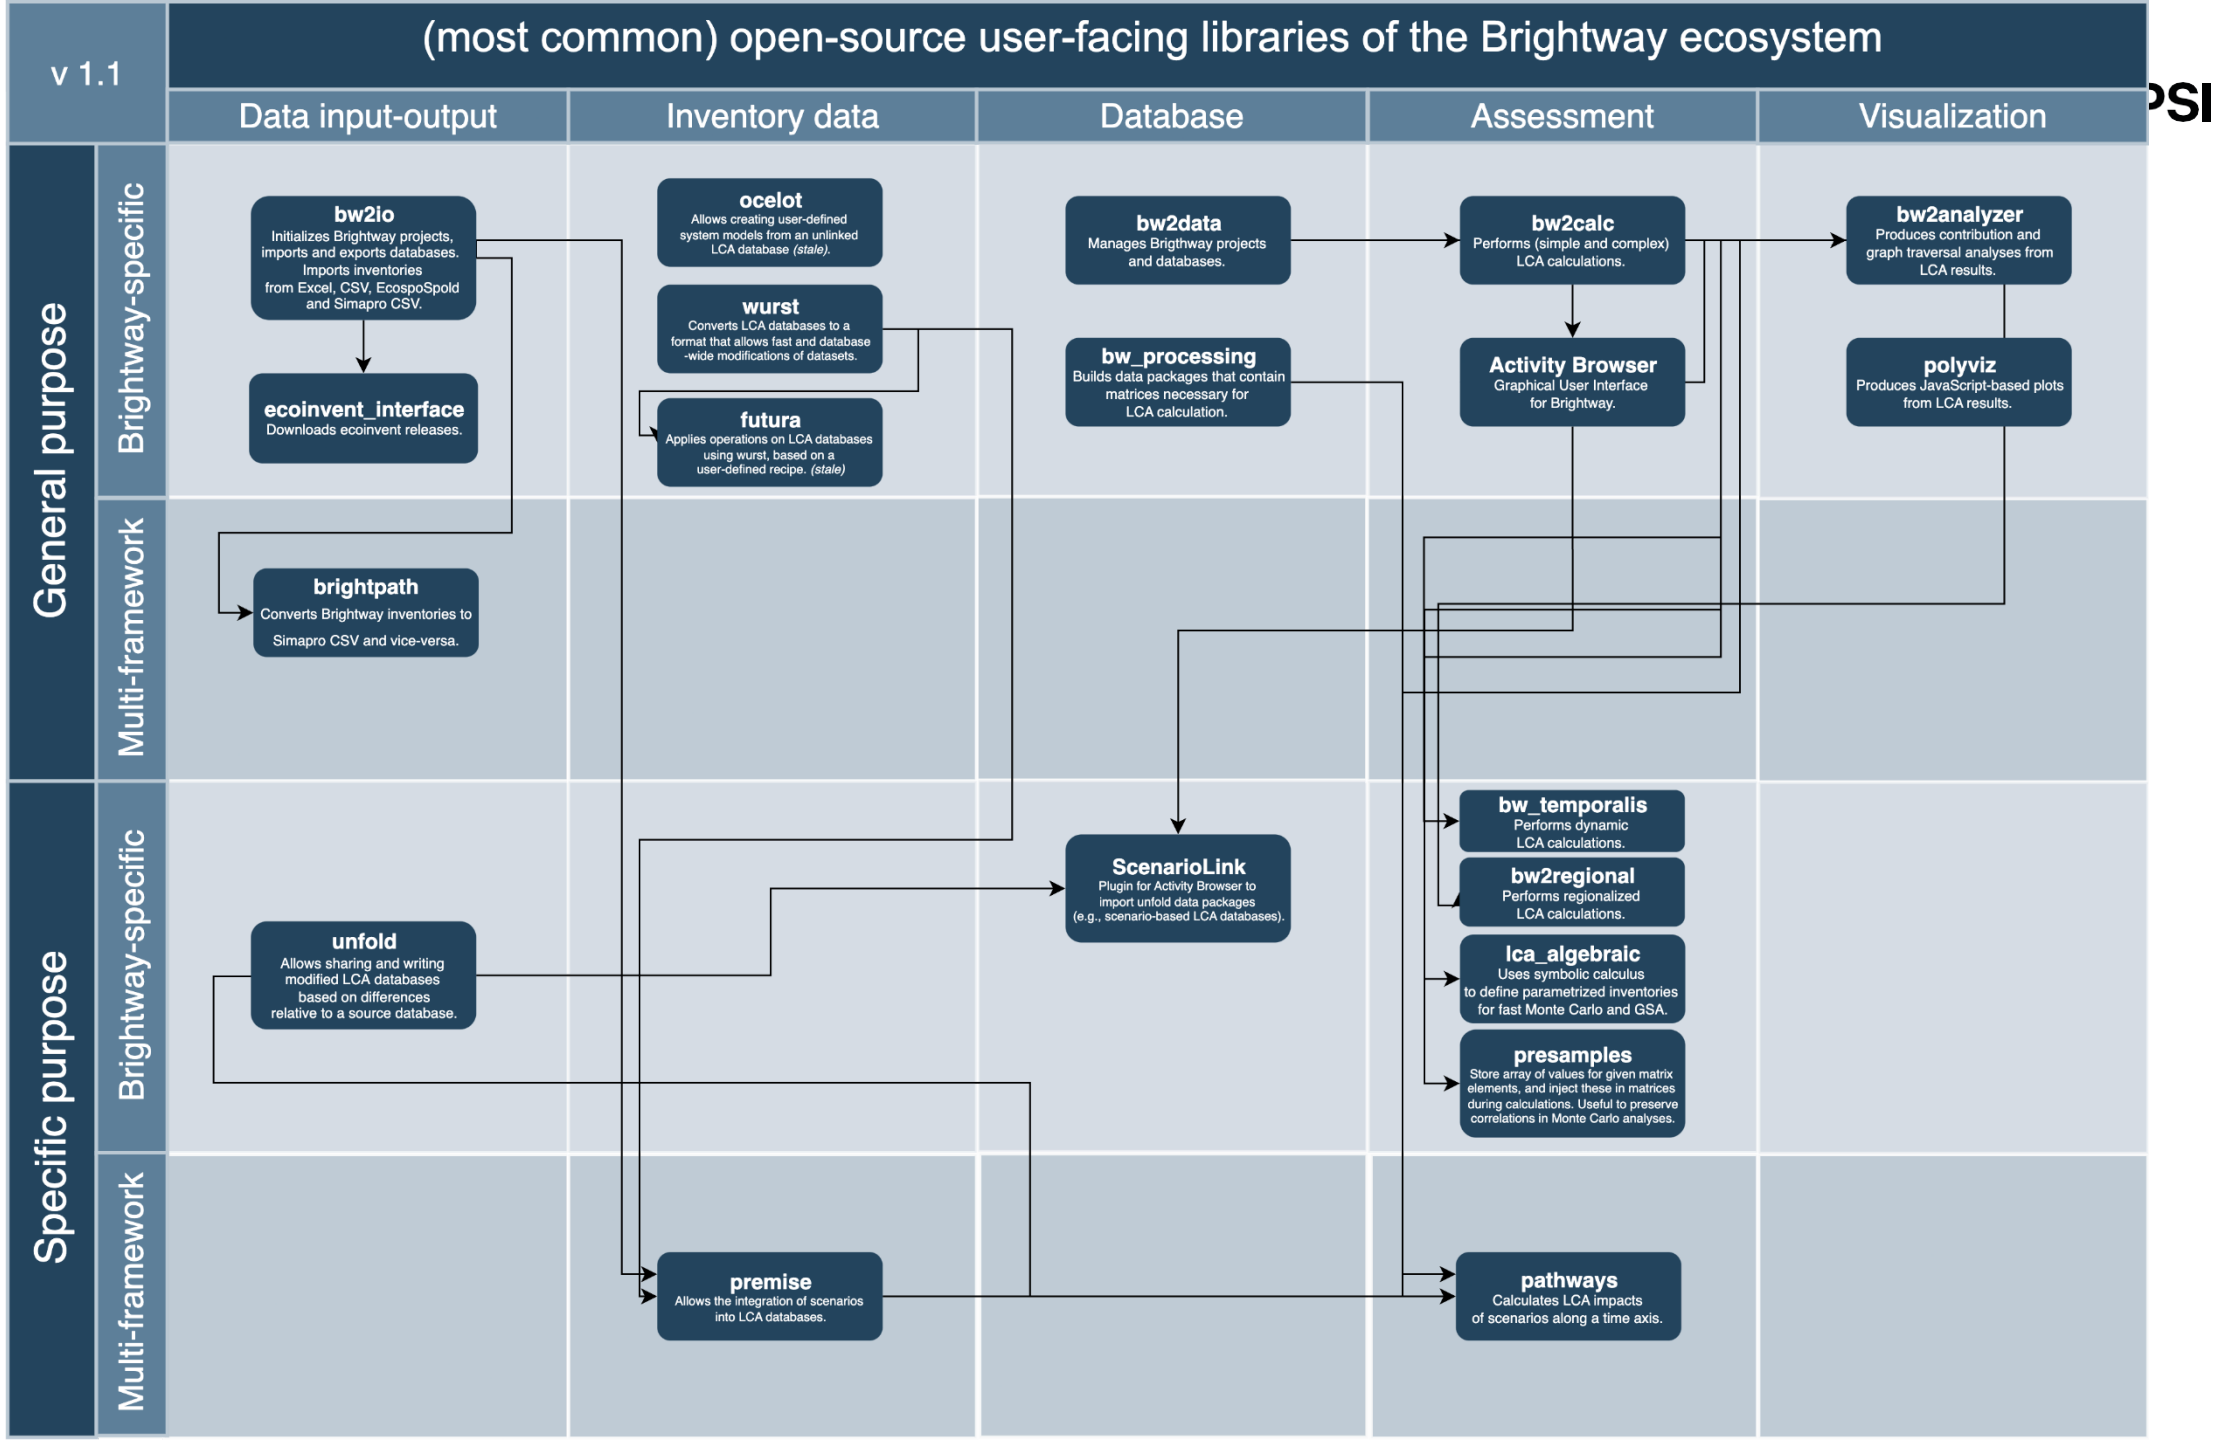 (most common) open-source user-facing libraries of the Brightway ecosystem
v 1.1
PSI
Data input-output
Inventory data
Database
Assessment
Visualization
General purpose
Brightway-specific
bw2io
Initializes Brightway projects,
imports and exports databases.
Imports inventories
from Excel, CSV, EcospoSpold
and Simapro CSV.
ecoinvent_interface
Downloads ecoinvent releases.
ocelot
Allows creating user-defined
system models from an unlinked
LCA database (stale).
wurst
Converts LCA databases to a
format that allows fast and database
-wide modifications of datasets.
futura
Applies operations on LCA databases
using wurst, based on a
user-defined recipe. (stale)
bw2data
Manages Brigthway projects
and databases.
bw_processing
Builds data packages that contain
matrices necessary for
LCA calculation.
bw2calc
Performs (simple and complex)
LCA calculations.
Activity Browser
Graphical User Interface
for Brightway.
bw2analyzer
Produces contribution and
graph traversal analyses from
LCA results.
polyviz
Produces JavaScript-based plots
from LCA results.
Multi-framework
brightpath
Converts Brightway inventories to
Simapro CSV and vice-versa.
Specific purpose
Brightway-specific
unfold
Allows sharing and writing
modified LCA databases
based on differences
relative to a source database.
ScenarioLink
Plugin for Activity Browser to
import unfold data packages
(e.g., scenario-based LCA databases).
bw_temporalis
Performs dynamic
LCA calculations.
bw2regional
Performs regionalized
LCA calculations.
lca_algebraic
Uses symbolic calculus
to define parametrized inventories
for fast Monte Carlo and GSA.
presamples
Store array of values for given matrix
elements, and inject these in matrices
during calculations. Useful to preserve
correlations in Monte Carlo analyses.
Multi-framework
premise
Allows the integration of scenarios
into LCA databases.
pathways
Calculates LCA impacts
of scenarios along a time axis.